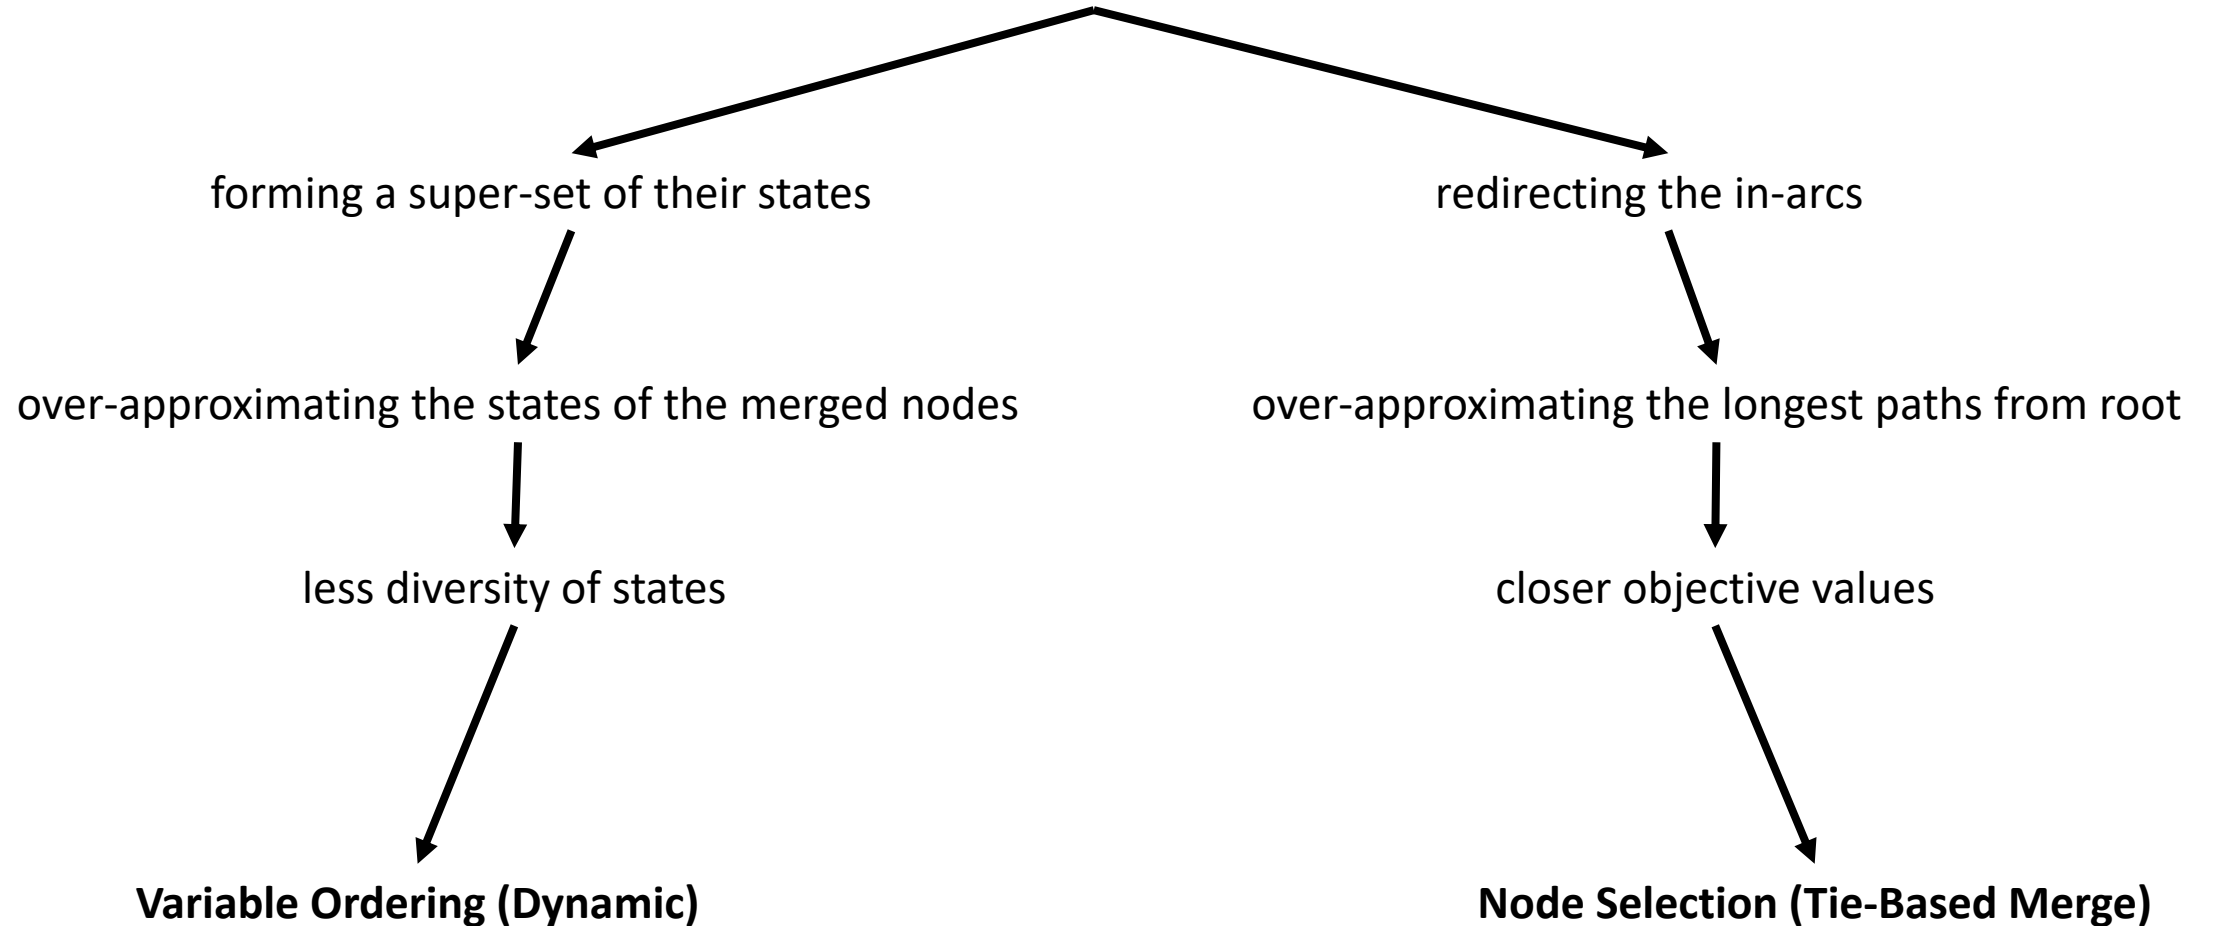 forming a super-set of their states
redirecting the in-arcs
over-approximating the states of the merged nodes
over-approximating the longest paths from root
less diversity of states
closer objective values
Variable Ordering (Dynamic)
Node Selection (Tie-Based Merge)